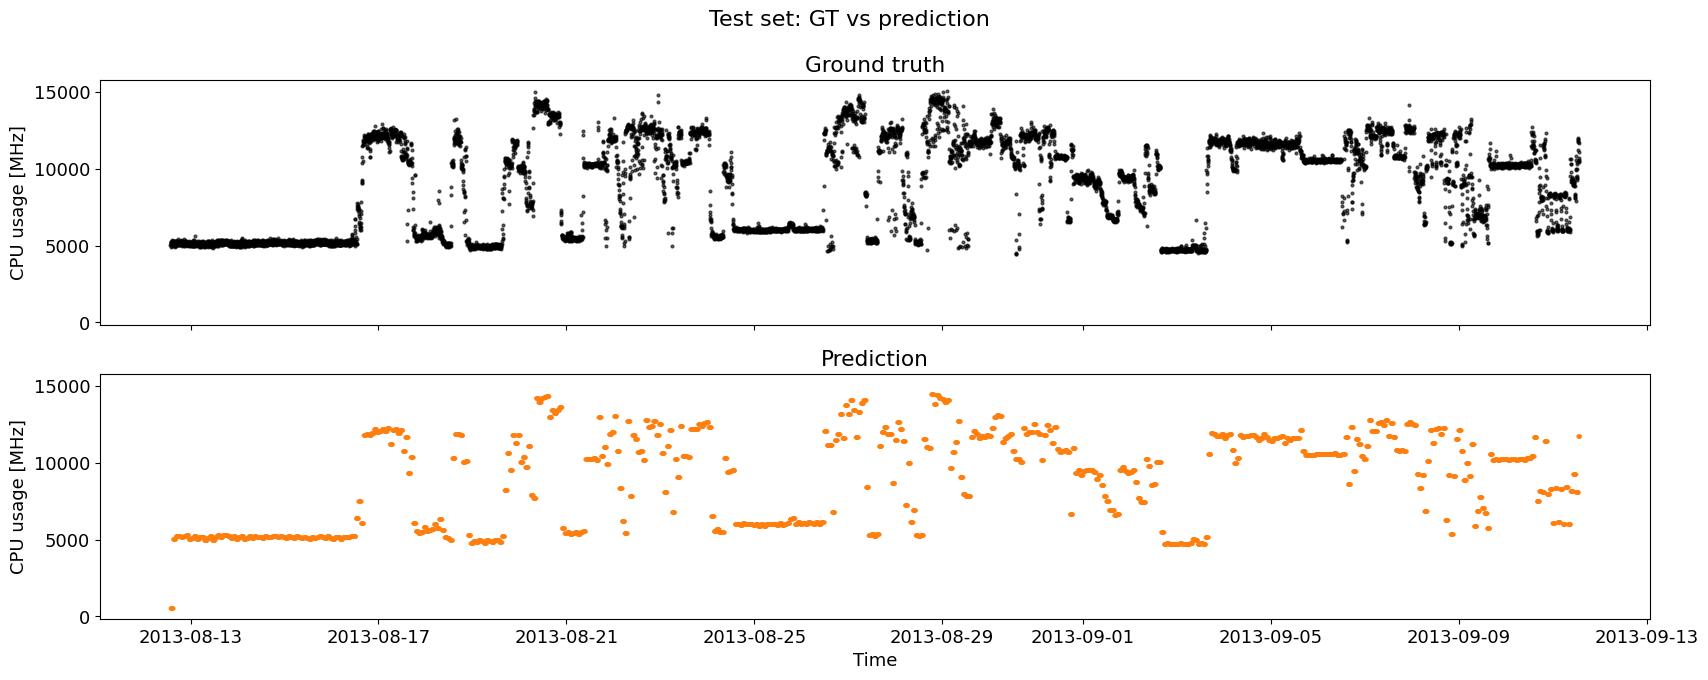 Test set: GT vs prediction
Ground truth
15000
10000
5000
0
CPU usage [MHz]
Prediction
15000
10000
5000
0
CPU usage [MHz]
2013-08-13 2013-08-17 2013-08-21 2013-08-25 2013-08-29 2013-09-01 2013-09-05 2013-09-09 2013-09-13
Time